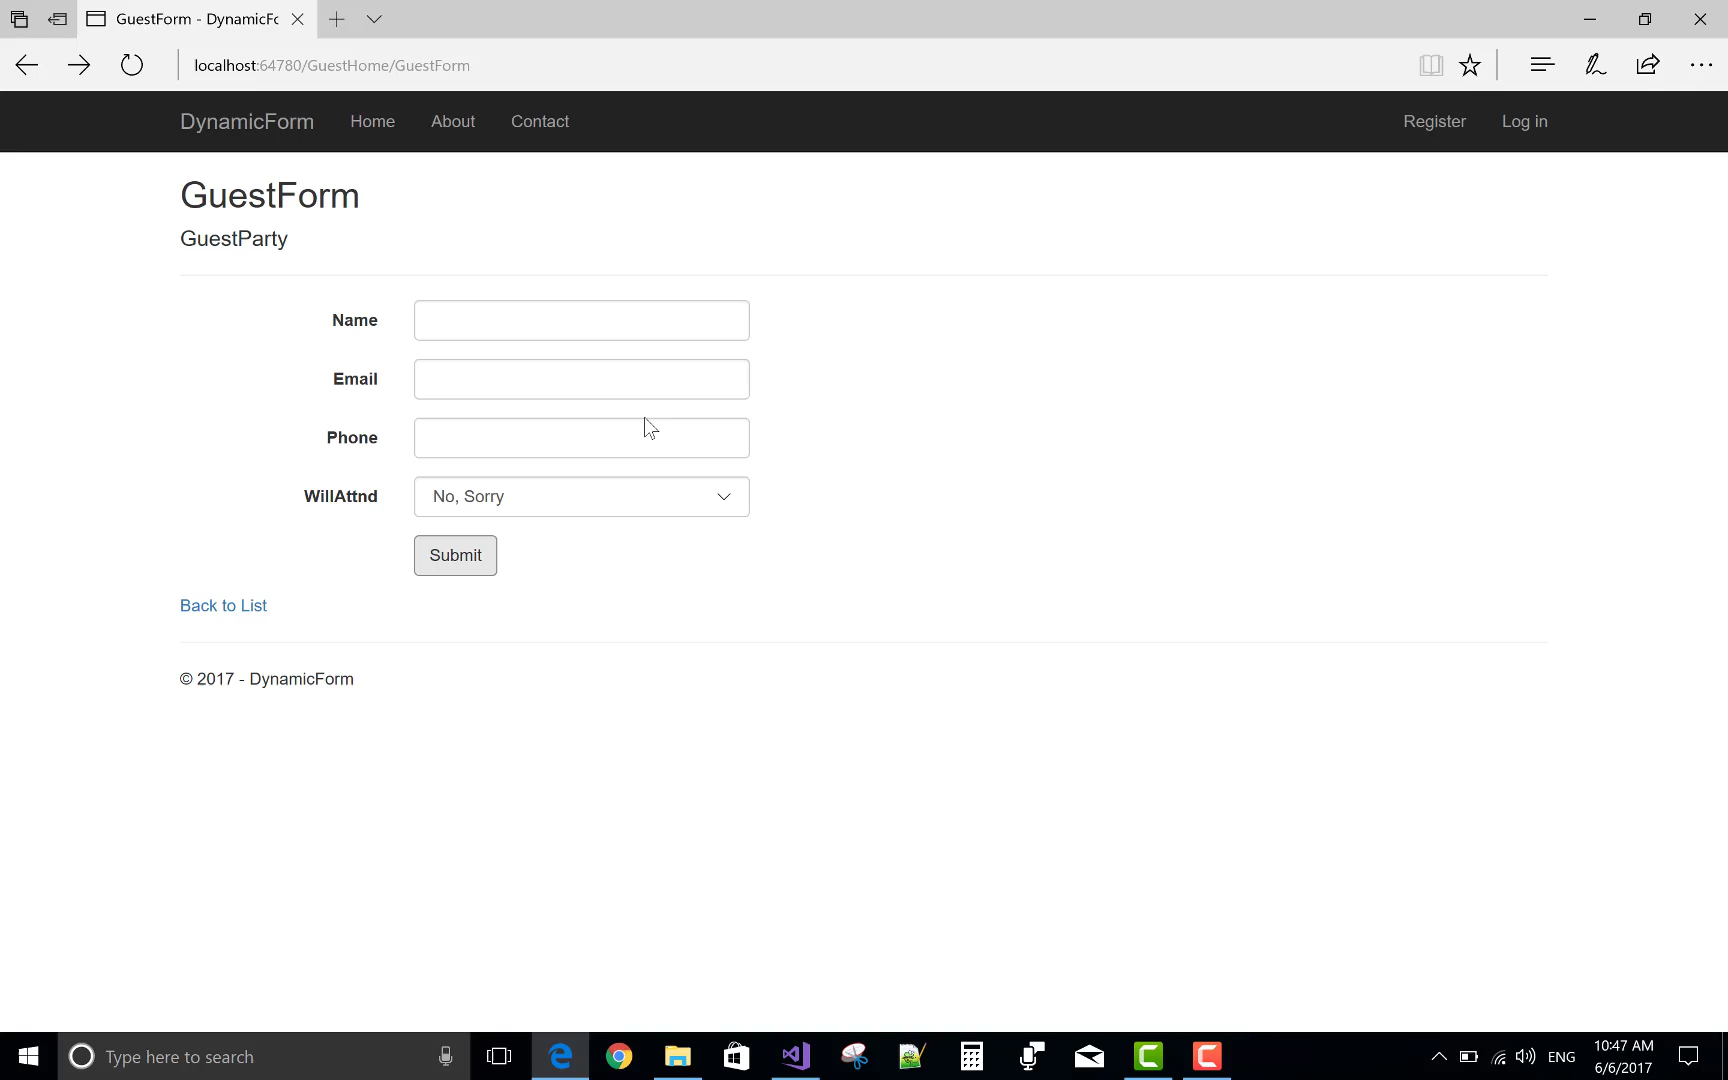 GuestForm - DynamicFo
localhost:64780/GuestHome/GuestForm
DynamicForm Home About Contact Register Log in
GuestForm
GuestParty
Name
Email
Phone
WillAttnd No, Sorry
Submit
Back to List
© 2017 - DynamicForm
Type here to search ENG 10:47 AM
6/6/2017